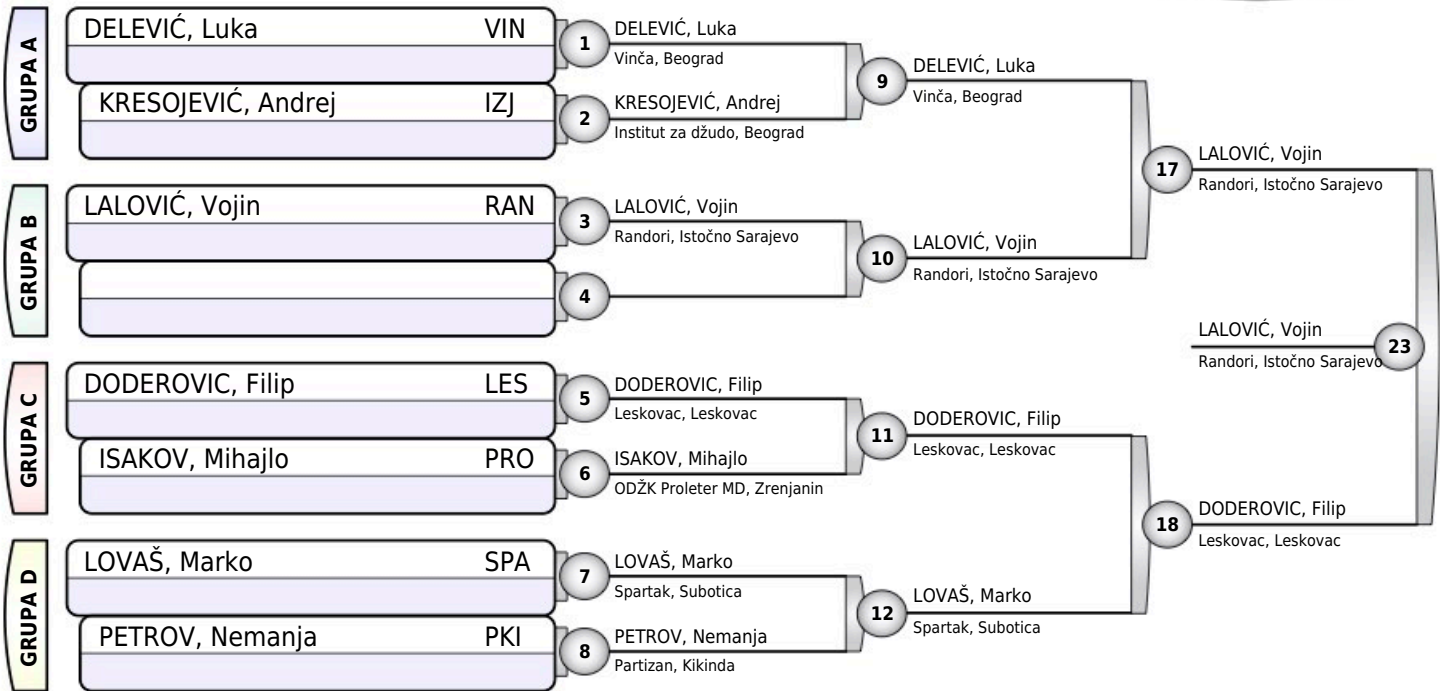 GRUPA A
DELEVIĆ, Luka VIN
1
DELEVIĆ, Luka
Vinča, Beograd
KRESOJEVIĆ, Andrej IZJ
2
KRESOJEVIĆ, Andrej
Institut za džudo, Beograd
9
DELEVIĆ, Luka
Vinča, Beograd
GRUPA B
LALOVIĆ, Vojin RAN
3
LALOVIĆ, Vojin
Randori, Istočno Sarajevo
4
10
LALOVIĆ, Vojin
Randori, Istočno Sarajevo
17
LALOVIĆ, Vojin
Randori, Istočno Sarajevo
GRUPA C
DODEROVIC, Filip LES
5
DODEROVIC, Filip
Leskovac, Leskovac
ISAKOV, Mihajlo PRO
6
ISAKOV, Mihajlo
ODŽK Proleter MD, Zrenjanin
11
DODEROVIC, Filip
Leskovac, Leskovac
GRUPA D
LOVAŠ, Marko SPA
7
LOVAŠ, Marko
Spartak, Subotica
PETROV, Nemanja PKI
8
PETROV, Nemanja
Partizan, Kikinda
12
LOVAŠ, Marko
Spartak, Subotica
18
DODEROVIC, Filip
Leskovac, Leskovac
LALOVIĆ, Vojin
Randori, Istočno Sarajevo
23